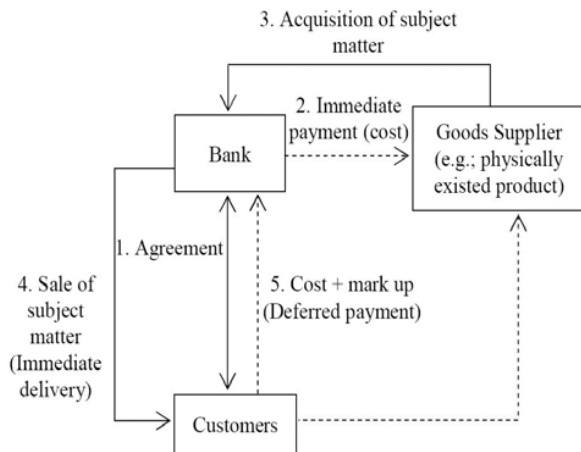 3. Acquisition of subject
matter
2. Immediate
payment (cost)
Goods Supplier
(e.g.; physically
existed product)
Bank
1. Agreement
4. Sale of
subject
matter
(Immediate
delivery)
5. Cost + mark up
(Deferred payment)
Customers